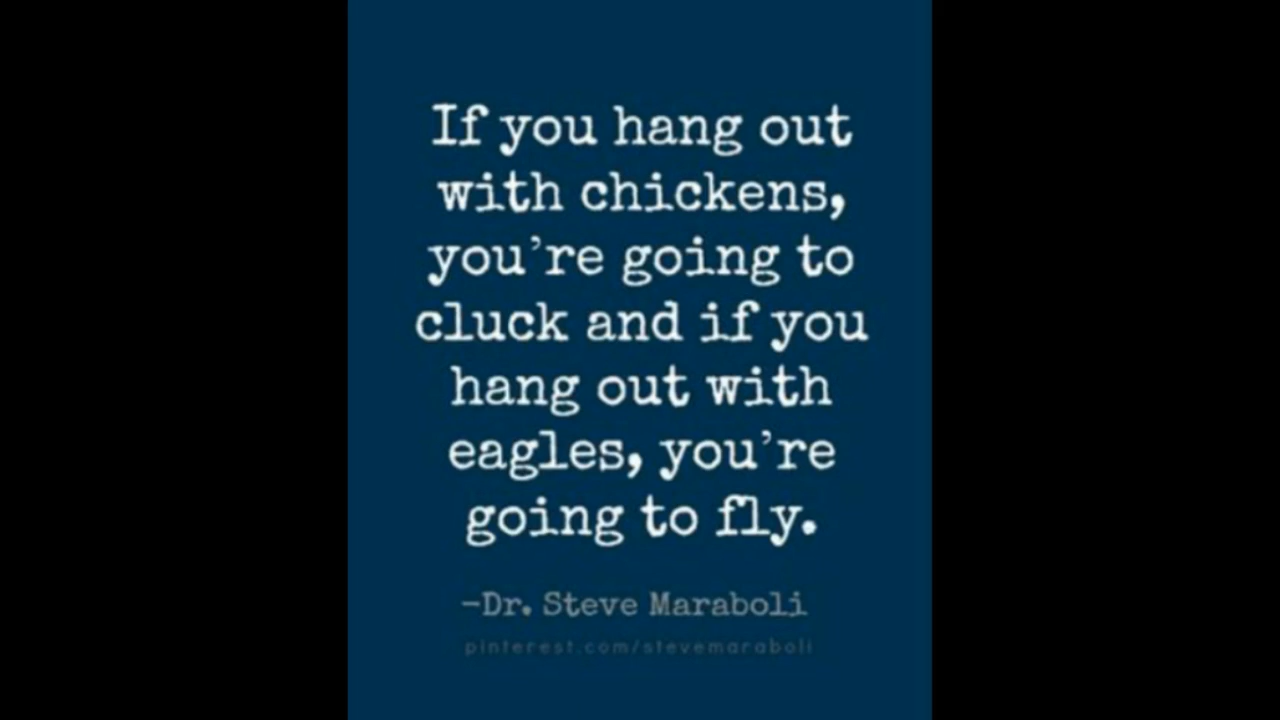 If you hang out
with chickens,
you’re going to
cluck and if you
hang out with
eagles, you’re
going to fly.
—Dr. Steve Maraboli
pinterest.com/stevemaraboli